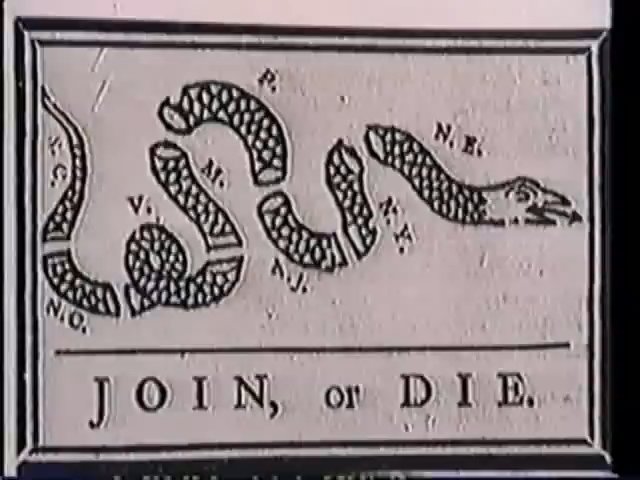 P.
N. E.
S. C.
M.
V.
N. Y.
N. J.
N. C.
JOIN, or DIE.